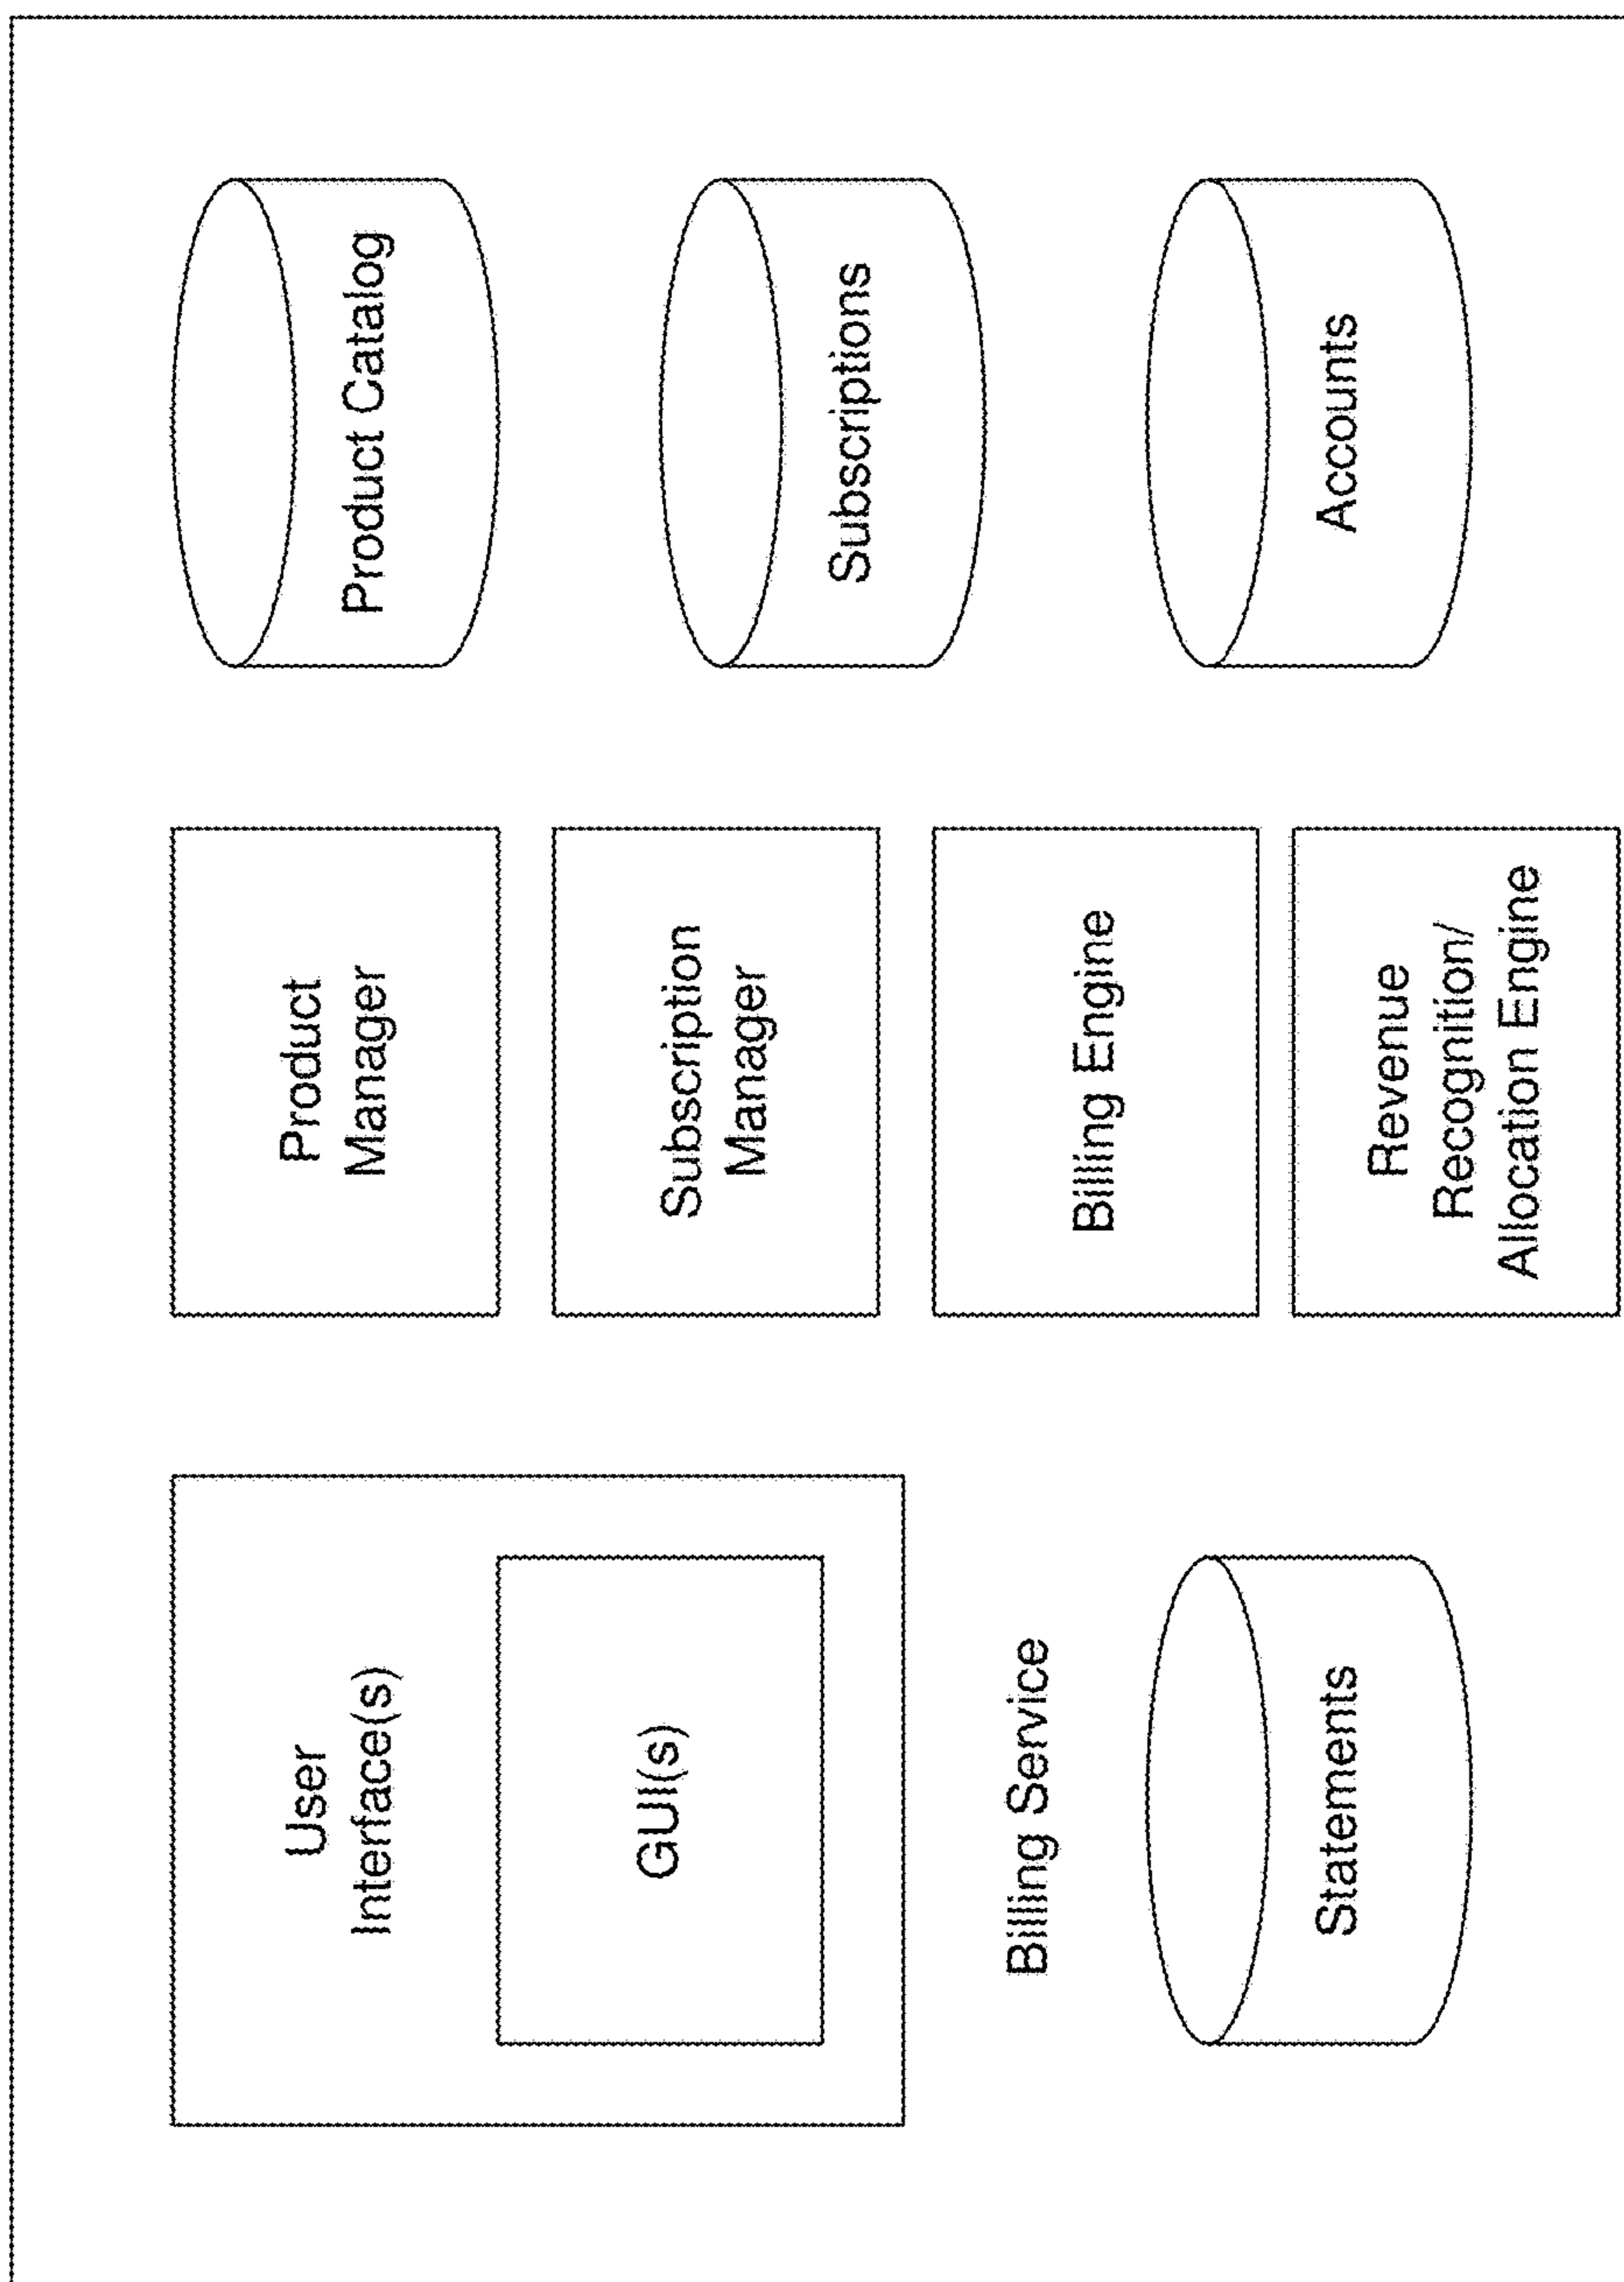 User
Interface(s)
GUI(s)
Billing Service
Statements
Product
Manager
Subscription
Manager
Billing Engine
Revenue
Recognition/
Allocation Engine
Product Catalog
Subscriptions
Accounts